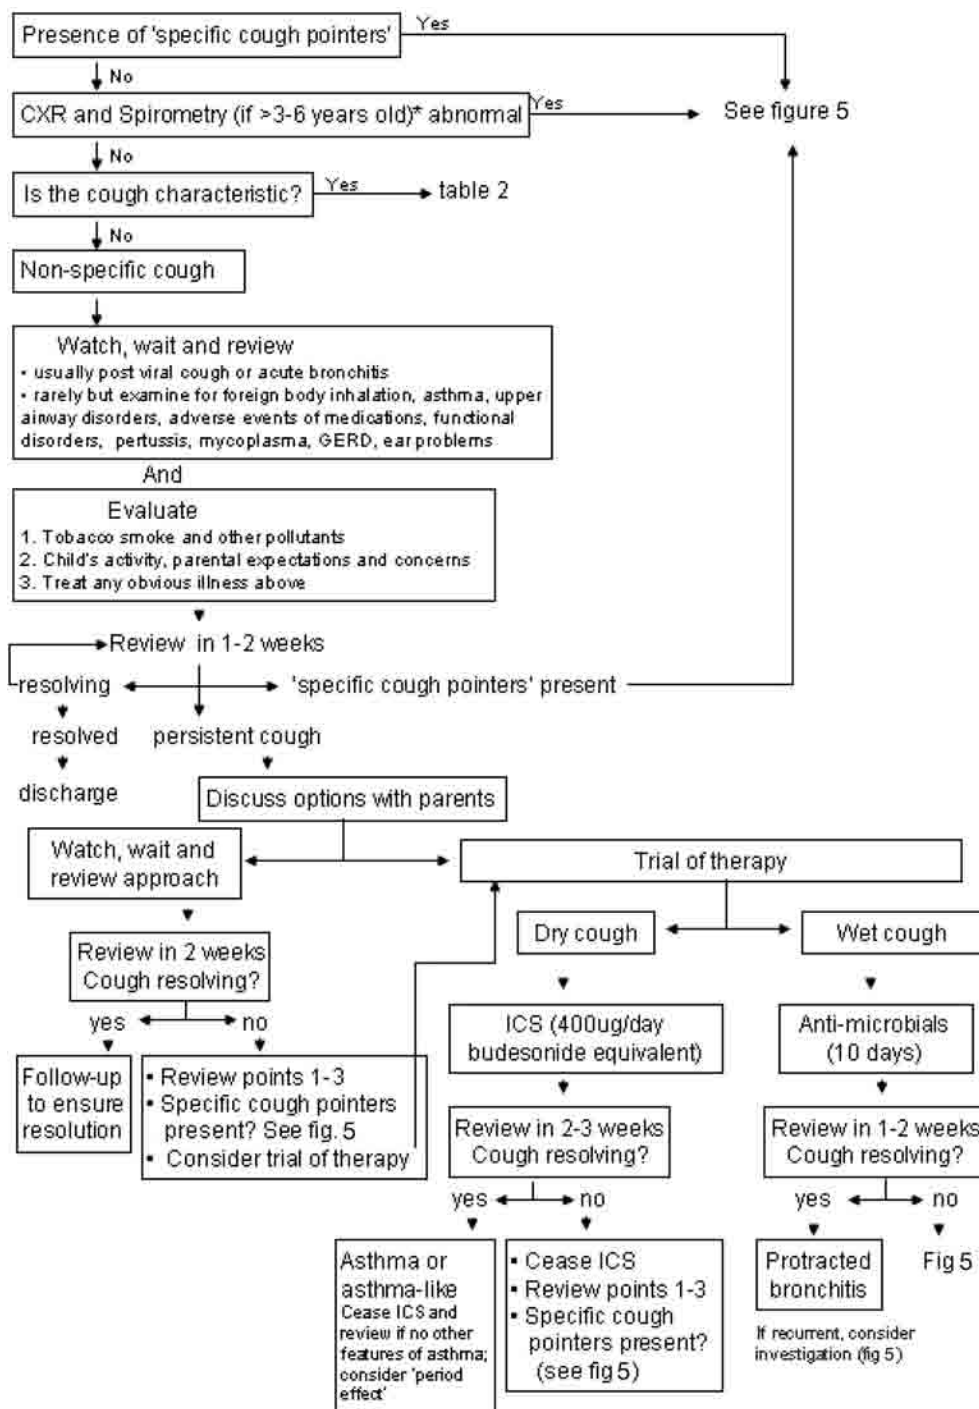 Presence of 'specific cough pointers'
Yes
No
CXR and Spirometry (if >3-6 years old)* abnormal
Yes
See figure 5
No
Is the cough characteristic?
Yes
table 2
No
Non-specific cough
Watch, wait and review
• usually post viral cough or acute bronchitis
• rarely but examine for foreign body inhalation, asthma, upper
airway disorders, adverse events of medications, functional
disorders, pertussis, mycoplasma, GERD, ear problems
And
Evaluate
1. Tobacco smoke and other pollutants
2. Child's activity, parental expectations and concerns
3. Treat any obvious illness above
Review in 1-2 weeks
resolving
'specific cough pointers' present
resolved
persistent cough
discharge
Discuss options with parents
Watch, wait and
review approach
Trial of therapy
Dry cough
Wet cough
Review in 2 weeks
Cough resolving?
yes
no
ICS (400ug/day
budesonide equivalent)
Anti-microbials
(10 days)
Follow-up
to ensure
resolution
▪ Review points 1-3
▪ Specific cough pointers
present? See fig. 5
▪ Consider trial of therapy
Review in 2-3 weeks
Cough resolving?
Review in 1-2 weeks
Cough resolving?
yes
no
yes
no
Asthma or
asthma-like
Cease ICS and
review if no other
features of asthma;
consider 'period
effect'
▪ Cease ICS
▪ Review points 1-3
▪ Specific cough
pointers present?
(see fig 5)
Protracted
bronchitis
Fig 5
If recurrent, consider
investigation (fig 5)